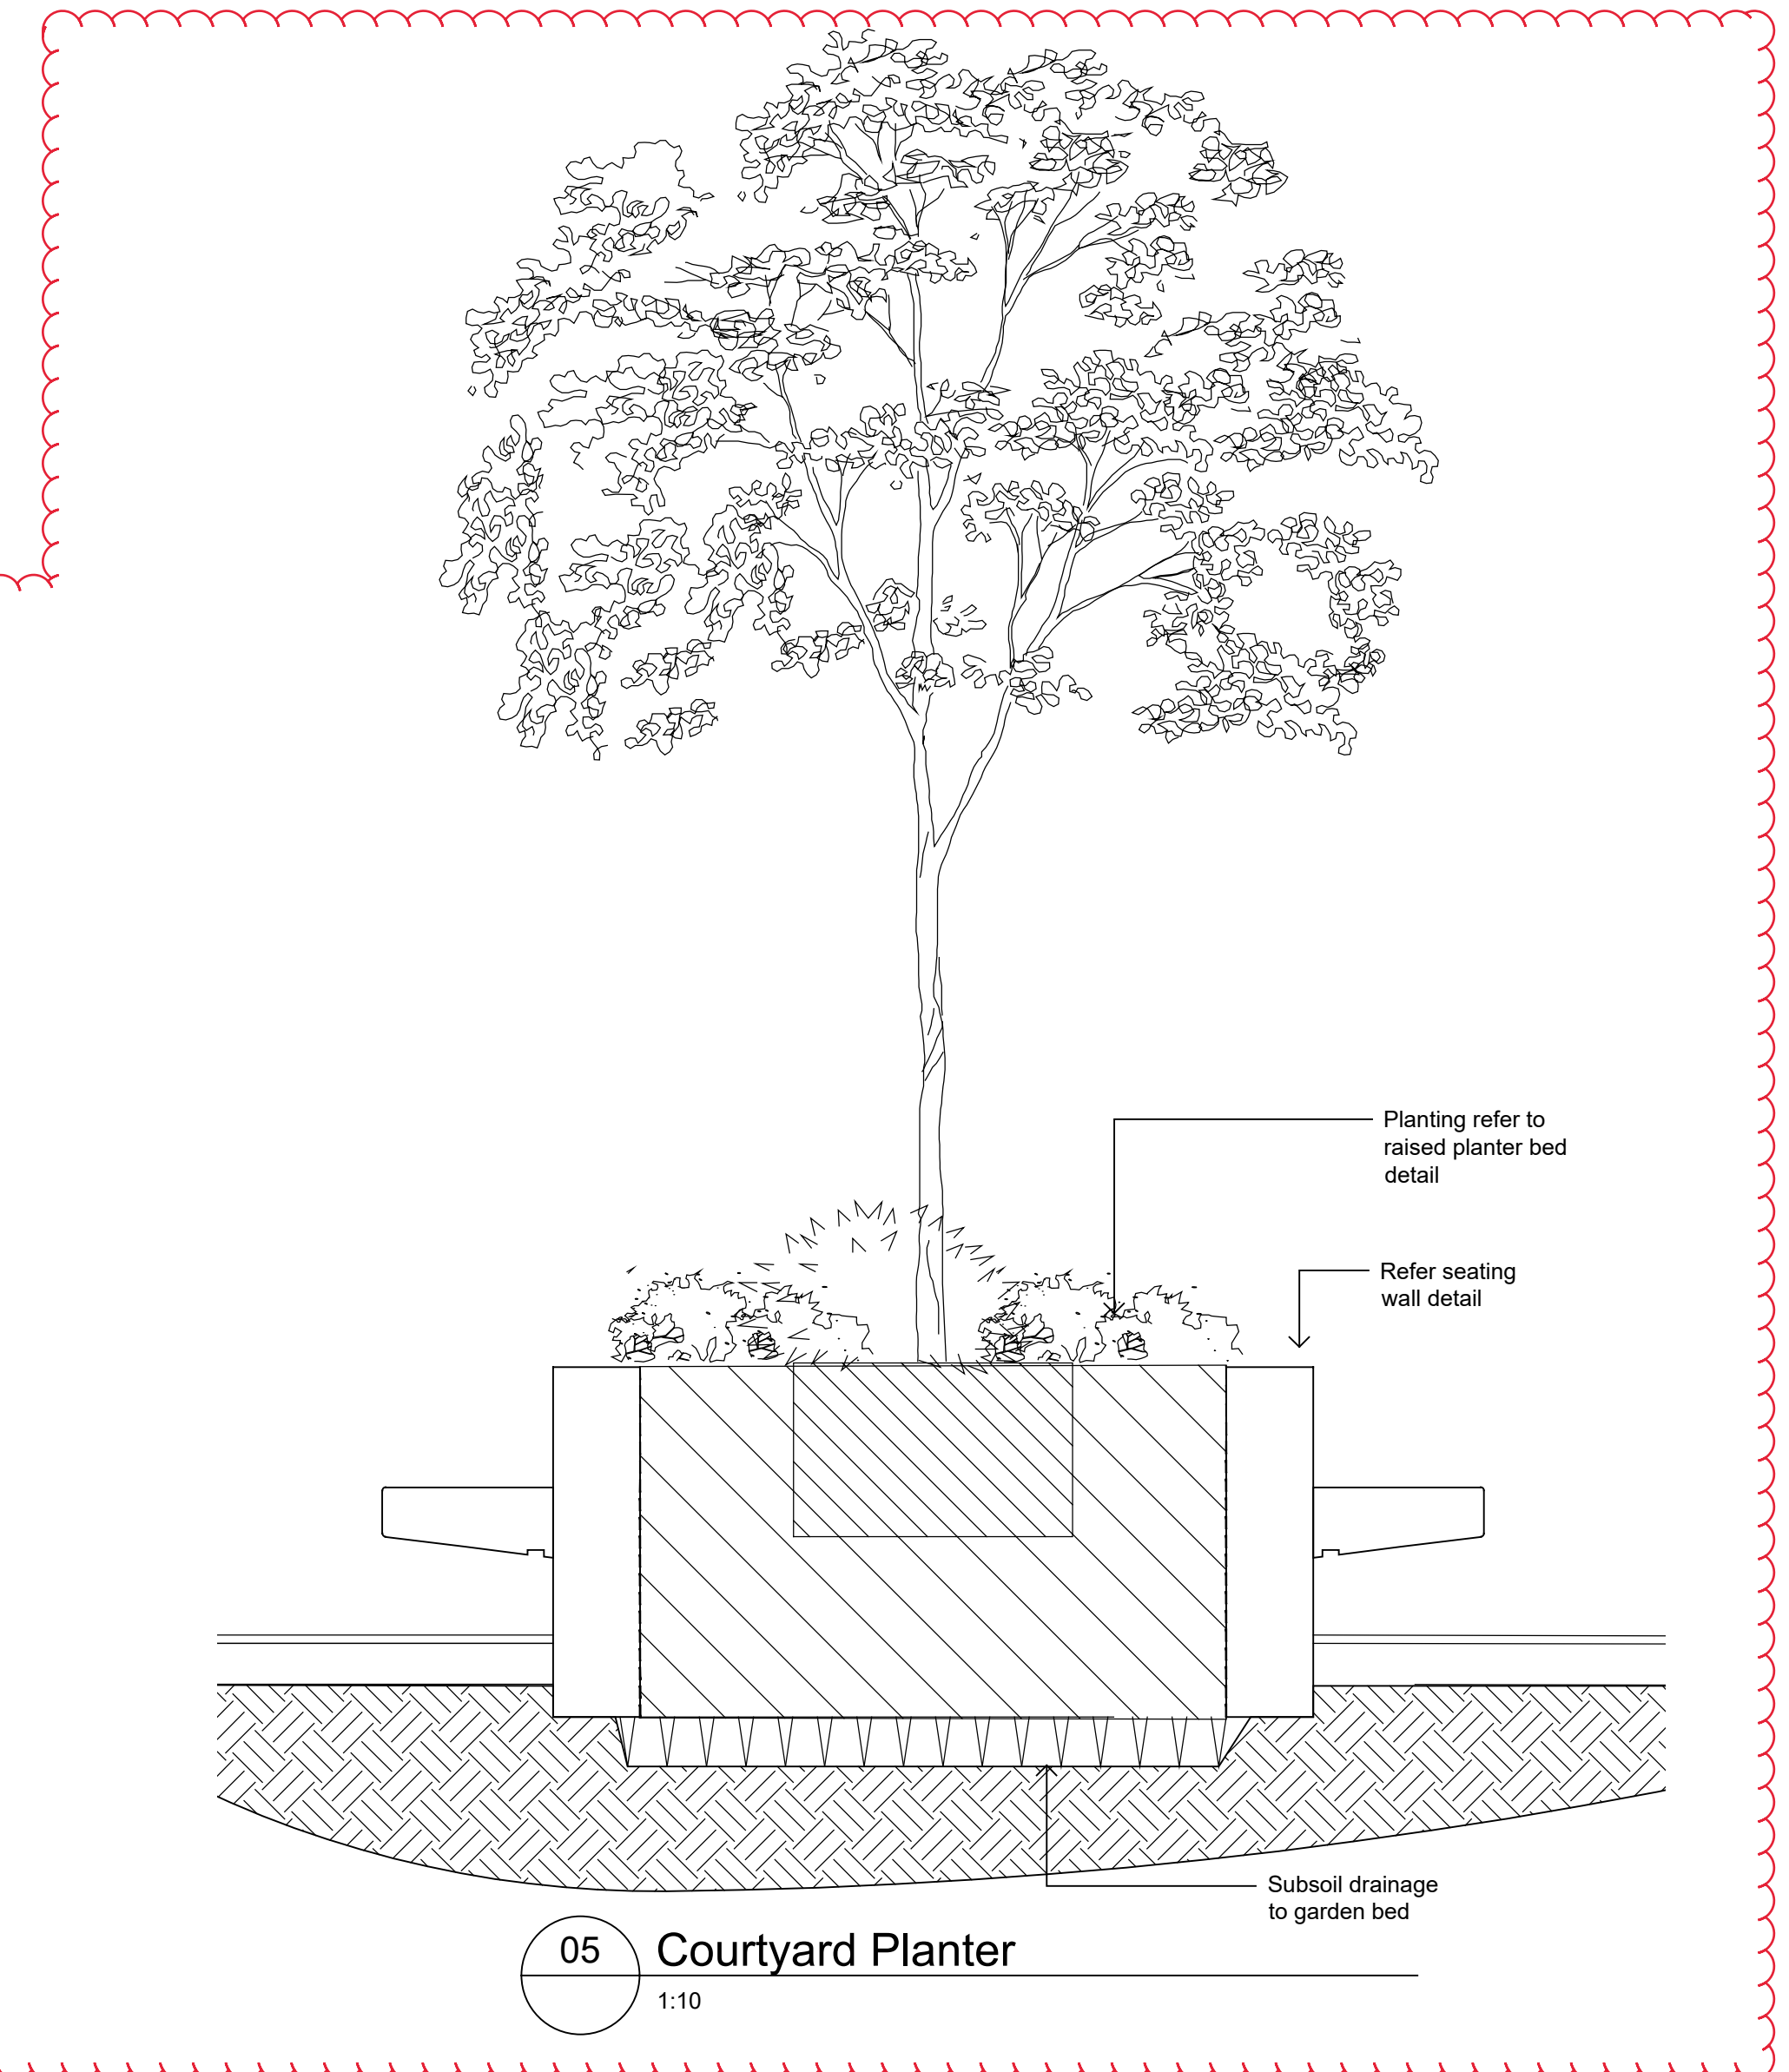 Planting refer to
raised planter bed
detail
Refer seating
wall detail
Subsoil drainage
to garden bed
05
Courtyard Planter
1:10